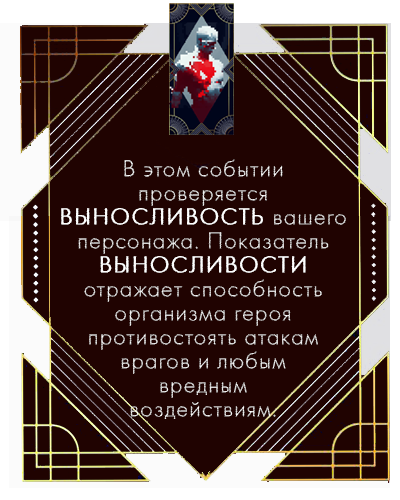 В этом событии
проверяется
ВЫНОСЛИВОСТЬ вашего
персонажа. Показатель
ВЫНОСЛИВОСТИ
отражает способность
организма героя
противостоять атакам
врагов и любым
вредным
воздействиям.